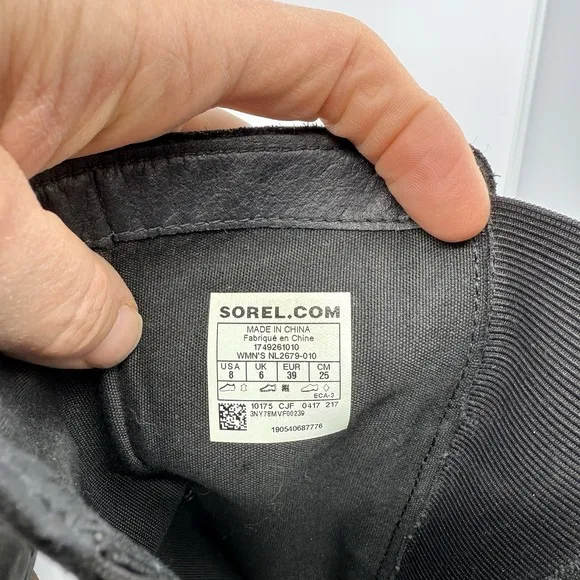 SOREL.COM
MADE IN CHINA
Fabriqué en Chine
1749261010
WMN'S NL2679-010
USA UK EUR CM
8 6 39 25
ECA-3
10175 CJF 0417 217
3NY78MVF00239
190540687776